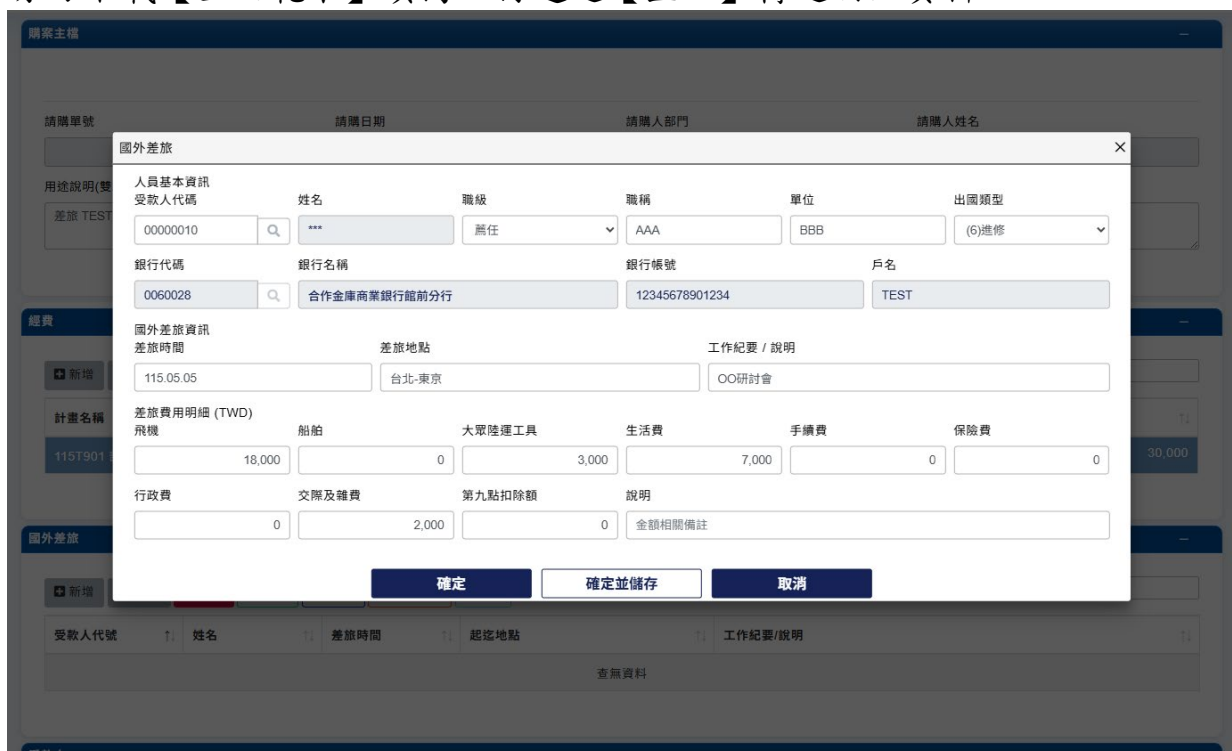 購案主檔
請購單號 請購日期 請購人部門 請購人姓名
國外差旅 ×
用途說明(雙
差旅 TEST
人員基本資訊
受款人代碼 姓名 職級 職稱 單位 出國類型
00000010 *** 薦任 AAA BBB (6)進修
銀行代碼 銀行名稱 銀行帳號 戶名
0060028 合作金庫商業銀行館前分行 12345678901234 TEST
經費
國外差旅資訊
差旅時間 差旅地點 工作紀要 / 說明
新增
115.05.05 台北-東京 OO研討會
計畫名稱
差旅費用明細 (TWD)
飛機 船舶 大眾陸運工具 生活費 手續費 保險費
115T901 30,000
18,000 0 3,000 7,000 0 0
行政費 交際及雜費 第九點扣除額 說明
0 2,000 0 金額相關備註
國外差旅
確定 確定並儲存 取消
新增
受款人代號 姓名 差旅時間 起迄地點 工作紀要/說明
查無資料